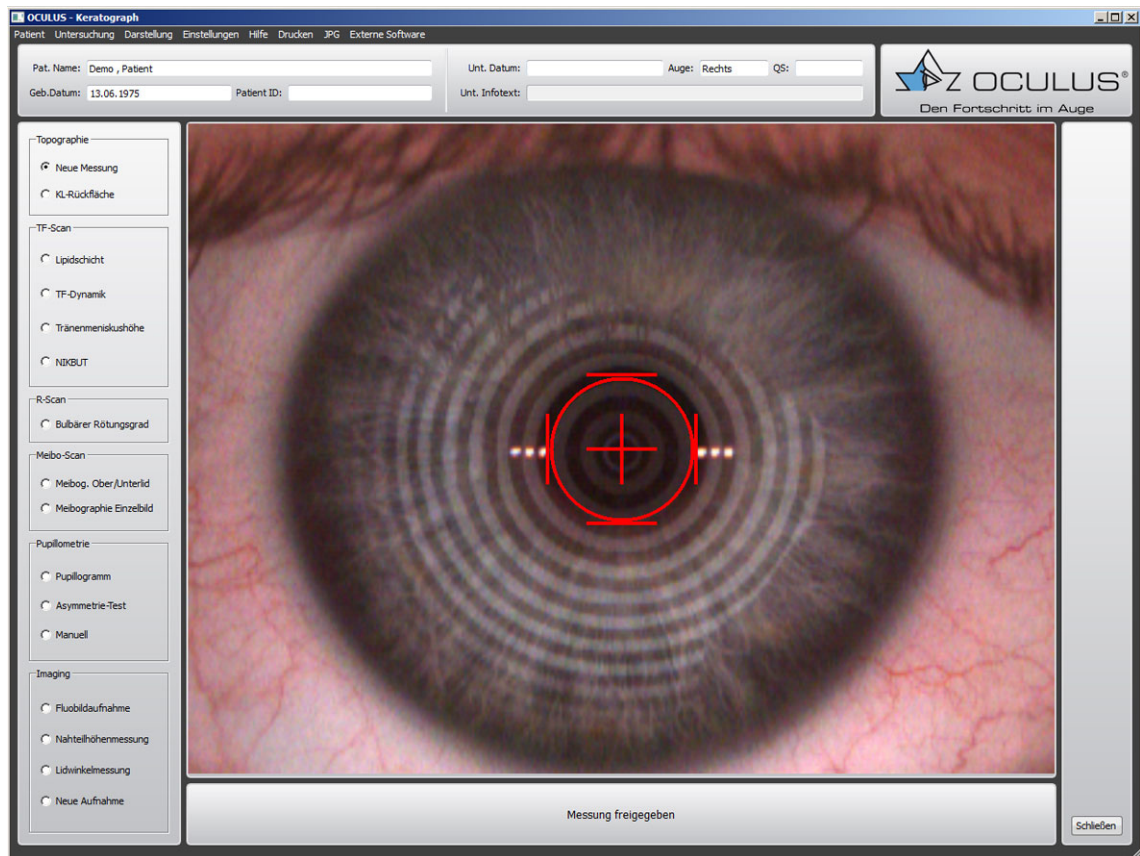 OCULUS - Keratograph
Patient Untersuchung Darstellung Einstellungen Hilfe Drucken JPG Externe Software
Pat. Name: Demo , Patient
Geb.Datum: 13.06.1975 Patient ID:
Unt. Datum: Auge: Rechts QS:
Unt. Infotext:
OCULUS®
Den Fortschritt im Auge
Topographie
Neue Messung
KL-Rückfläche
TF-Scan
Lipidschicht
TF-Dynamik
Tränenmeniskushöhe
NIKBUT
R-Scan
Bulbärer Rötungsgrad
Meibo-Scan
Meibog. Ober/Unterlid
Meibographie Einzelbild
Pupillometrie
Pupillogramm
Asymmetrie-Test
Manuell
Imaging
Fluobildaufnahme
Nahteilhöhenmessung
Lidwinkelmessung
Neue Aufnahme
Messung freigegeben
Schließen